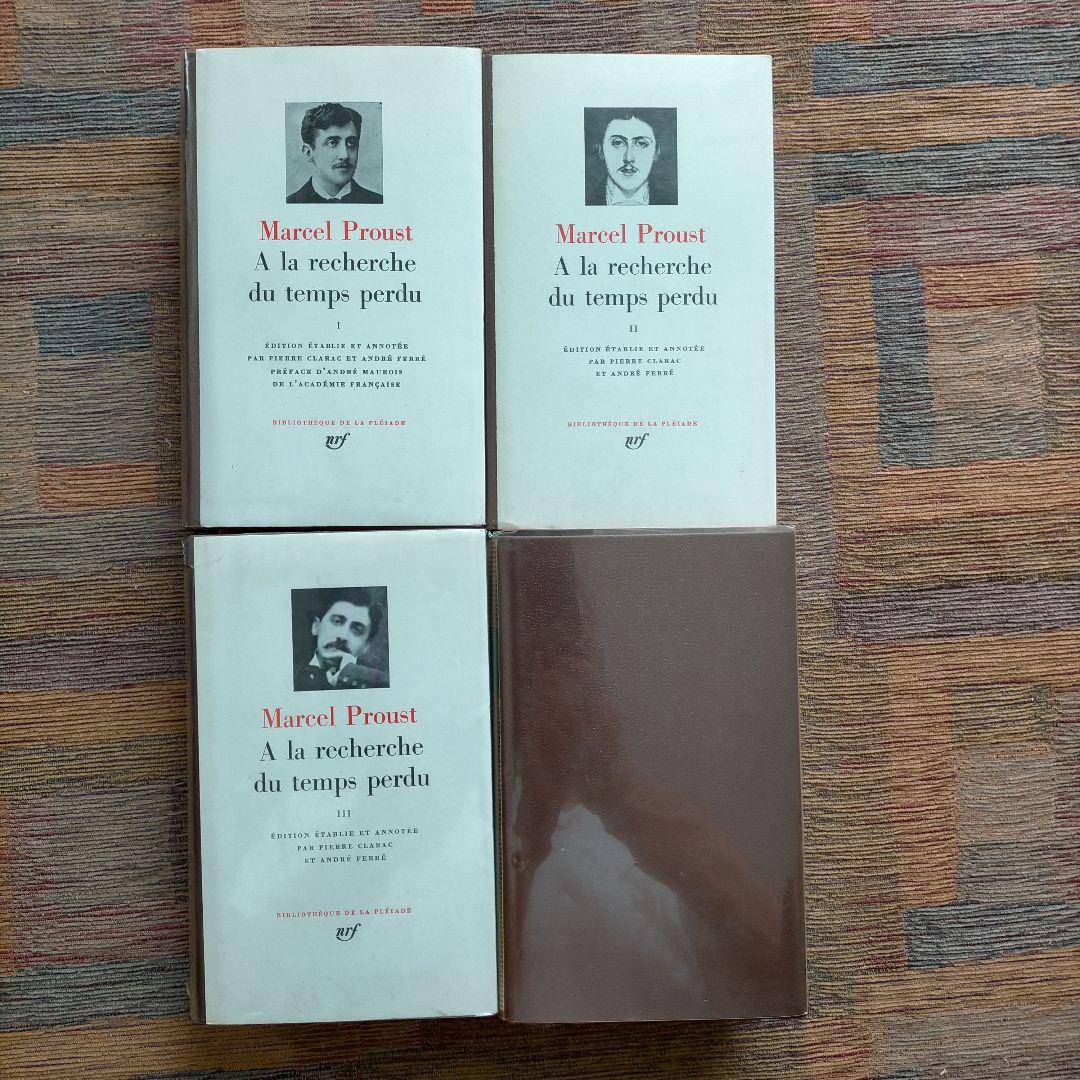 Marcel Proust
A la recherche
du temps perdu
I
ÉDITION ÉTABLIE ET ANNOTÉE
PAR PIERRE CLARAC ET ANDRÉ FERRÉ
PRÉFACE D'ANDRÉ MAUROIS
DE L'ACADÉMIE FRANÇAISE
BIBLIOTHÈQUE DE LA PLÉIADE
nrf
Marcel Proust
A la recherche
du temps perdu
II
ÉDITION ÉTABLIE ET ANNOTÉE
PAR PIERRE CLARAC
ET ANDRÉ FERRÉ
BIBLIOTHÈQUE DE LA PLÉIADE
nrf
Marcel Proust
A la recherche
du temps perdu
III
ÉDITION ÉTABLIE ET ANNOTÉE
PAR PIERRE CLARAC
ET ANDRÉ FERRÉ
BIBLIOTHÈQUE DE LA PLÉIADE
nrf